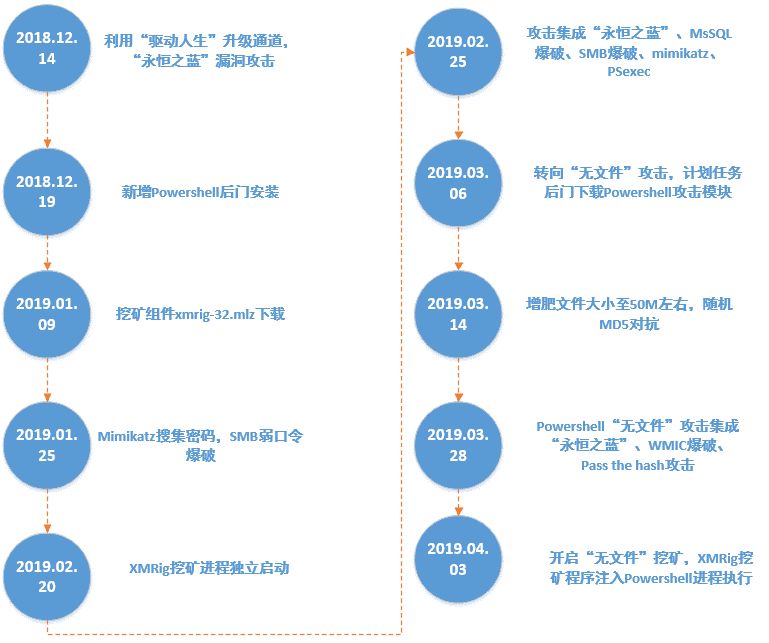 2018.12.
14
利用“驱动人生”升级通道，
“永恒之蓝”漏洞攻击
2018.12.
19
新增Powershell后门安装
2019.01.
09
挖矿组件xmrig-32.mlz下载
2019.01.
25
Mimikatz搜集密码，SMB弱口令
爆破
2019.02.
20
XMRig挖矿进程独立启动
2019.02.
25
攻击集成“永恒之蓝”、MsSQL
爆破、SMB爆破、mimikatz、
PSexec
2019.03.
06
转向“无文件”攻击，计划任务
后门下载Powershell攻击模块
2019.03.
14
增肥文件大小至50M左右，随机
MD5对抗
2019.03.
28
Powershell“无文件”攻击集成
“永恒之蓝”、WMIC爆破、
Pass the hash攻击
2019.04.
03
开启“无文件”挖矿，XMRig挖
矿程序注入Powershell进程执行